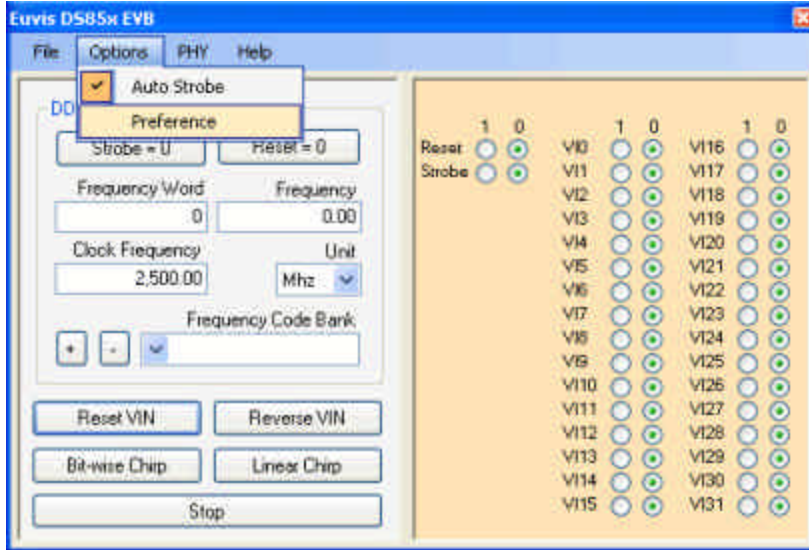 Euvis DS85x EVB
File Options PHY Help
Auto Strobe
Preference
DD
Strobe = 0 Reset = 0
Frequency Word Frequency
0 0.00
Clock Frequency Unit
2,500.00 Mhz
Frequency Code Bank
+ -
Reset VIN Reverse VIN
Bit-wise Chirp Linear Chirp
Stop
1 0 1 0 1 0
Reset VI0 VI16
Strobe VI1 VI17
VI2 VI18
VI3 VI19
VI4 VI20
VI5 VI21
VI6 VI22
VI7 VI23
VI8 VI24
VI9 VI25
VI10 VI26
VI11 VI27
VI12 VI28
VI13 VI29
VI14 VI30
VI15 VI31